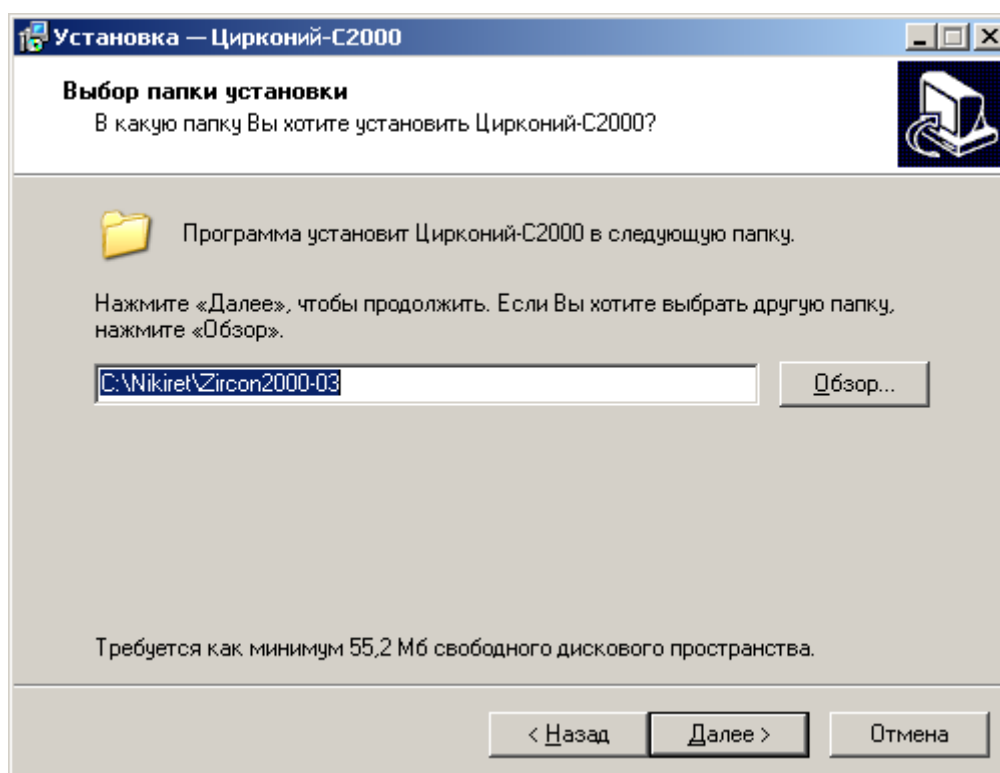 Установка — Цирконий-С2000
Выбор папки установки
В какую папку Вы хотите установить Цирконий-С2000?
Программа установит Цирконий-С2000 в следующую папку.
Нажмите «Далее», чтобы продолжить. Если Вы хотите выбрать другую папку,
нажмите «Обзор».
C:\Nikiret\Zircon2000-03
Обзор...
Требуется как минимум 55,2 Мб свободного дискового пространства.
< Назад
Далее >
Отмена